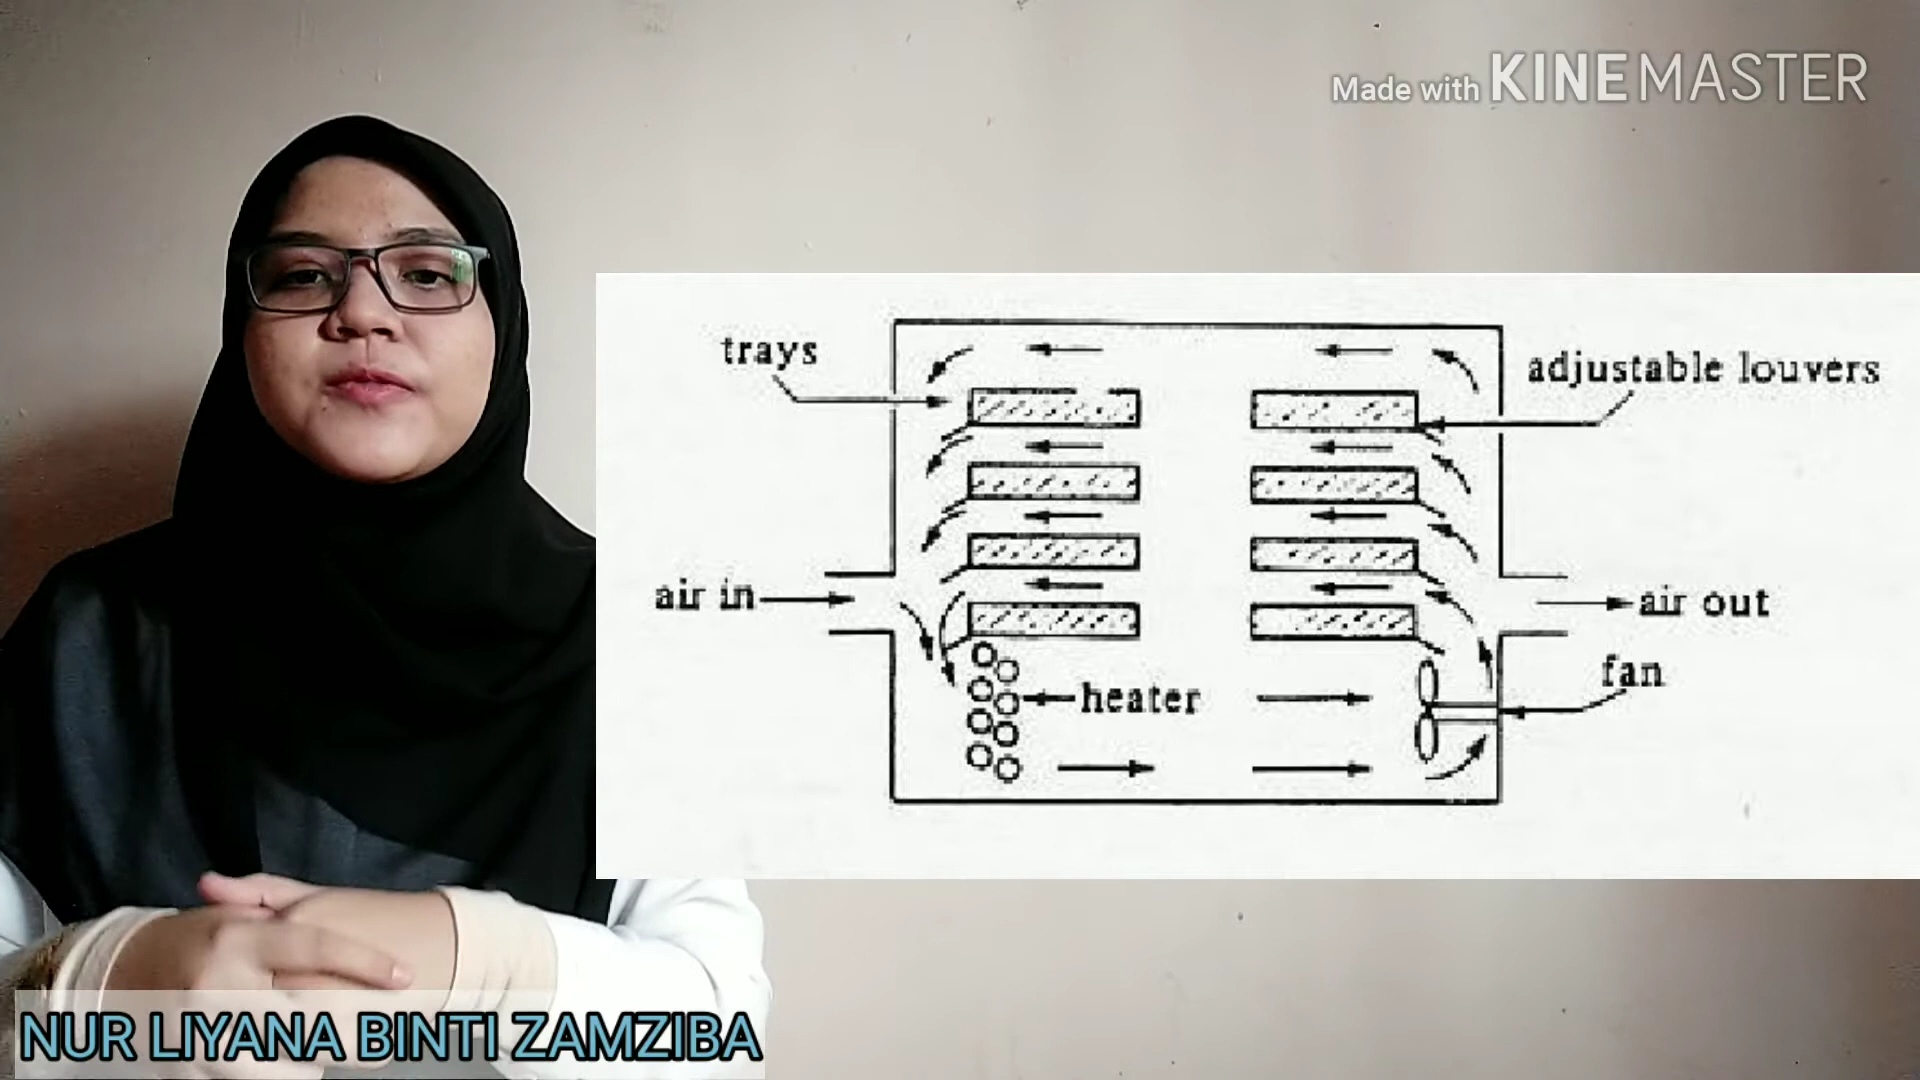 Made with KINEMASTER
trays
adjustable louvers
air in
air out
fan
heater
NUR LIYANA BINTI ZAMZIBA